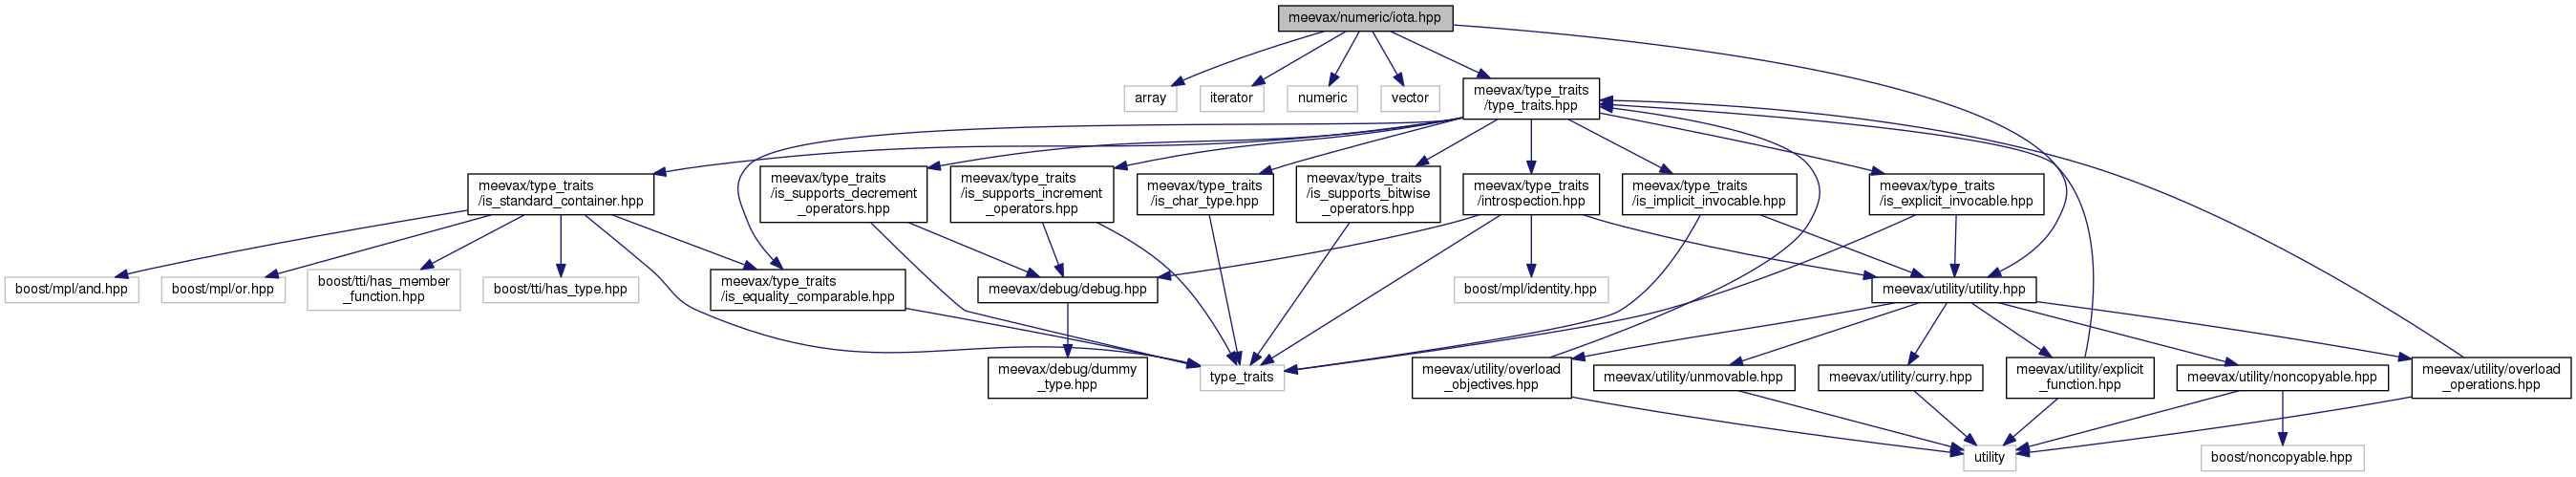 meevax/numeric/iota.hpp
array
iterator
numeric
vector
meevax/type_traits
/type_traits.hpp
meevax/type_traits
/is_standard_container.hpp
meevax/type_traits
/is_supports_decrement
_operators.hpp
meevax/type_traits
/is_supports_increment
_operators.hpp
meevax/type_traits
/is_char_type.hpp
meevax/type_traits
/is_supports_bitwise
_operators.hpp
meevax/type_traits
/introspection.hpp
meevax/type_traits
/is_implicit_invocable.hpp
meevax/type_traits
/is_explicit_invocable.hpp
boost/mpl/and.hpp
boost/mpl/or.hpp
boost/tti/has_member
_function.hpp
boost/tti/has_type.hpp
meevax/type_traits
/is_equality_comparable.hpp
meevax/debug/debug.hpp
boost/mpl/identity.hpp
meevax/utility/utility.hpp
meevax/debug/dummy
_type.hpp
type_traits
meevax/utility/overload
_objectives.hpp
meevax/utility/unmovable.hpp
meevax/utility/curry.hpp
meevax/utility/explicit
_function.hpp
meevax/utility/noncopyable.hpp
meevax/utility/overload
_operations.hpp
utility
boost/noncopyable.hpp